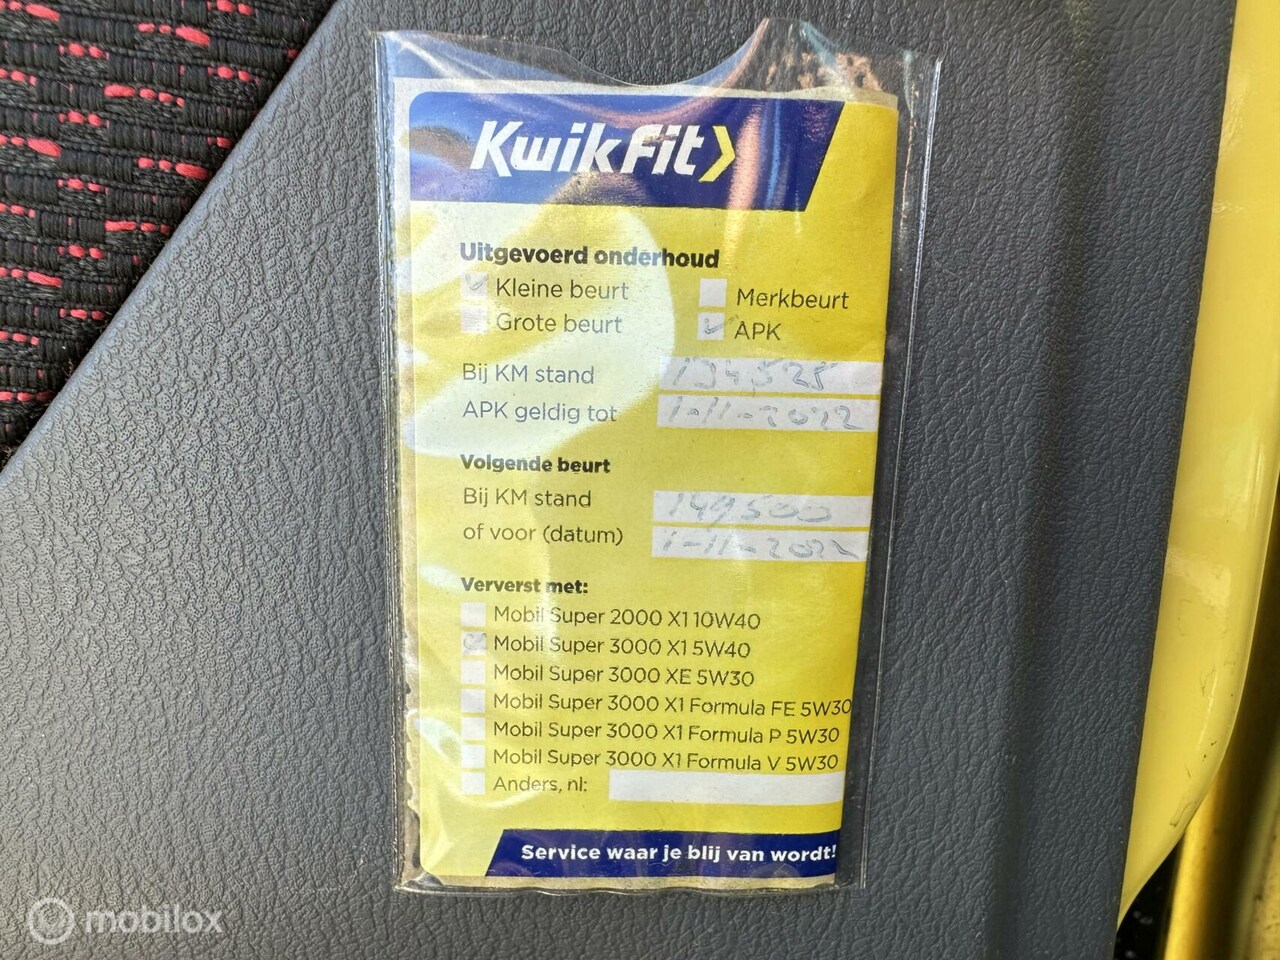 KwikFit
Uitgevoerd onderhoud
Kleine beurt
Merkbeurt
Grote beurt
APK
Bij KM stand 134525
APK geldig tot 1-11-2022
Volgende beurt
Bij KM stand 149500
of voor (datum) 1-11-2022
Ververst met:
Mobil Super 2000 X1 10W40
Mobil Super 3000 X1 5W40
Mobil Super 3000 XE 5W30
Mobil Super 3000 X1 Formula FE 5W30
Mobil Super 3000 X1 Formula P 5W30
Mobil Super 3000 X1 Formula V 5W30
Anders, nl:
Service waar je blij van wordt!
mobilox